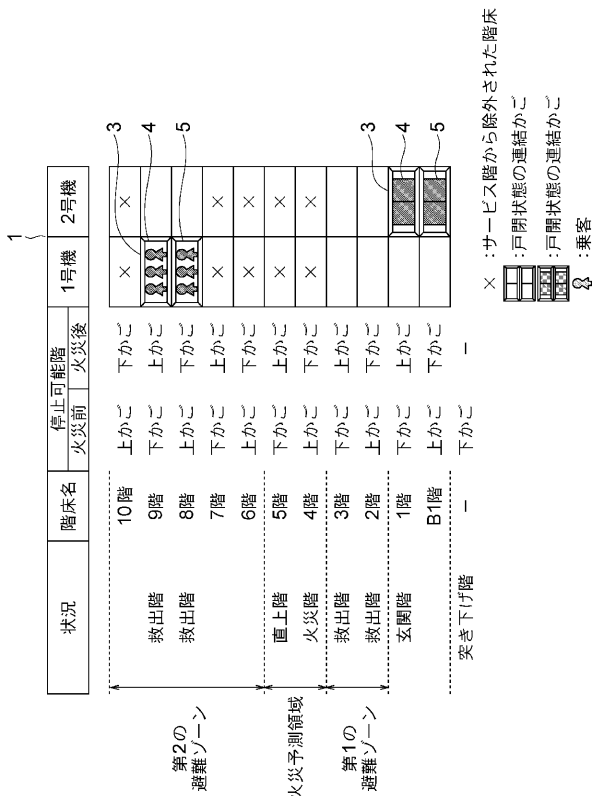 1
状況 階床名 停止可能階 1号機 2号機
火災前 火災後
10階 上かご 下かご × ×
救出階 9階 下かご 上かご
救出階 8階 上かご 下かご
7階 下かご 上かご × ×
6階 上かご 下かご × ×
直上階 5階 下かご 上かご × ×
火災階 4階 上かご 下かご × ×
救出階 3階 下かご 上かご
救出階 2階 上かご 下かご
玄関階 1階 下かご 上かご
B1階 上かご 下かご
突き下げ階 − 下かご −
第2の
避難ゾーン
火災予測領域
第1の
避難ゾーン
3
4
5
3
4
5
×:サービス階から除外された階床
:戸閉状態の連結かご
:戸開状態の連結かご
:乗客